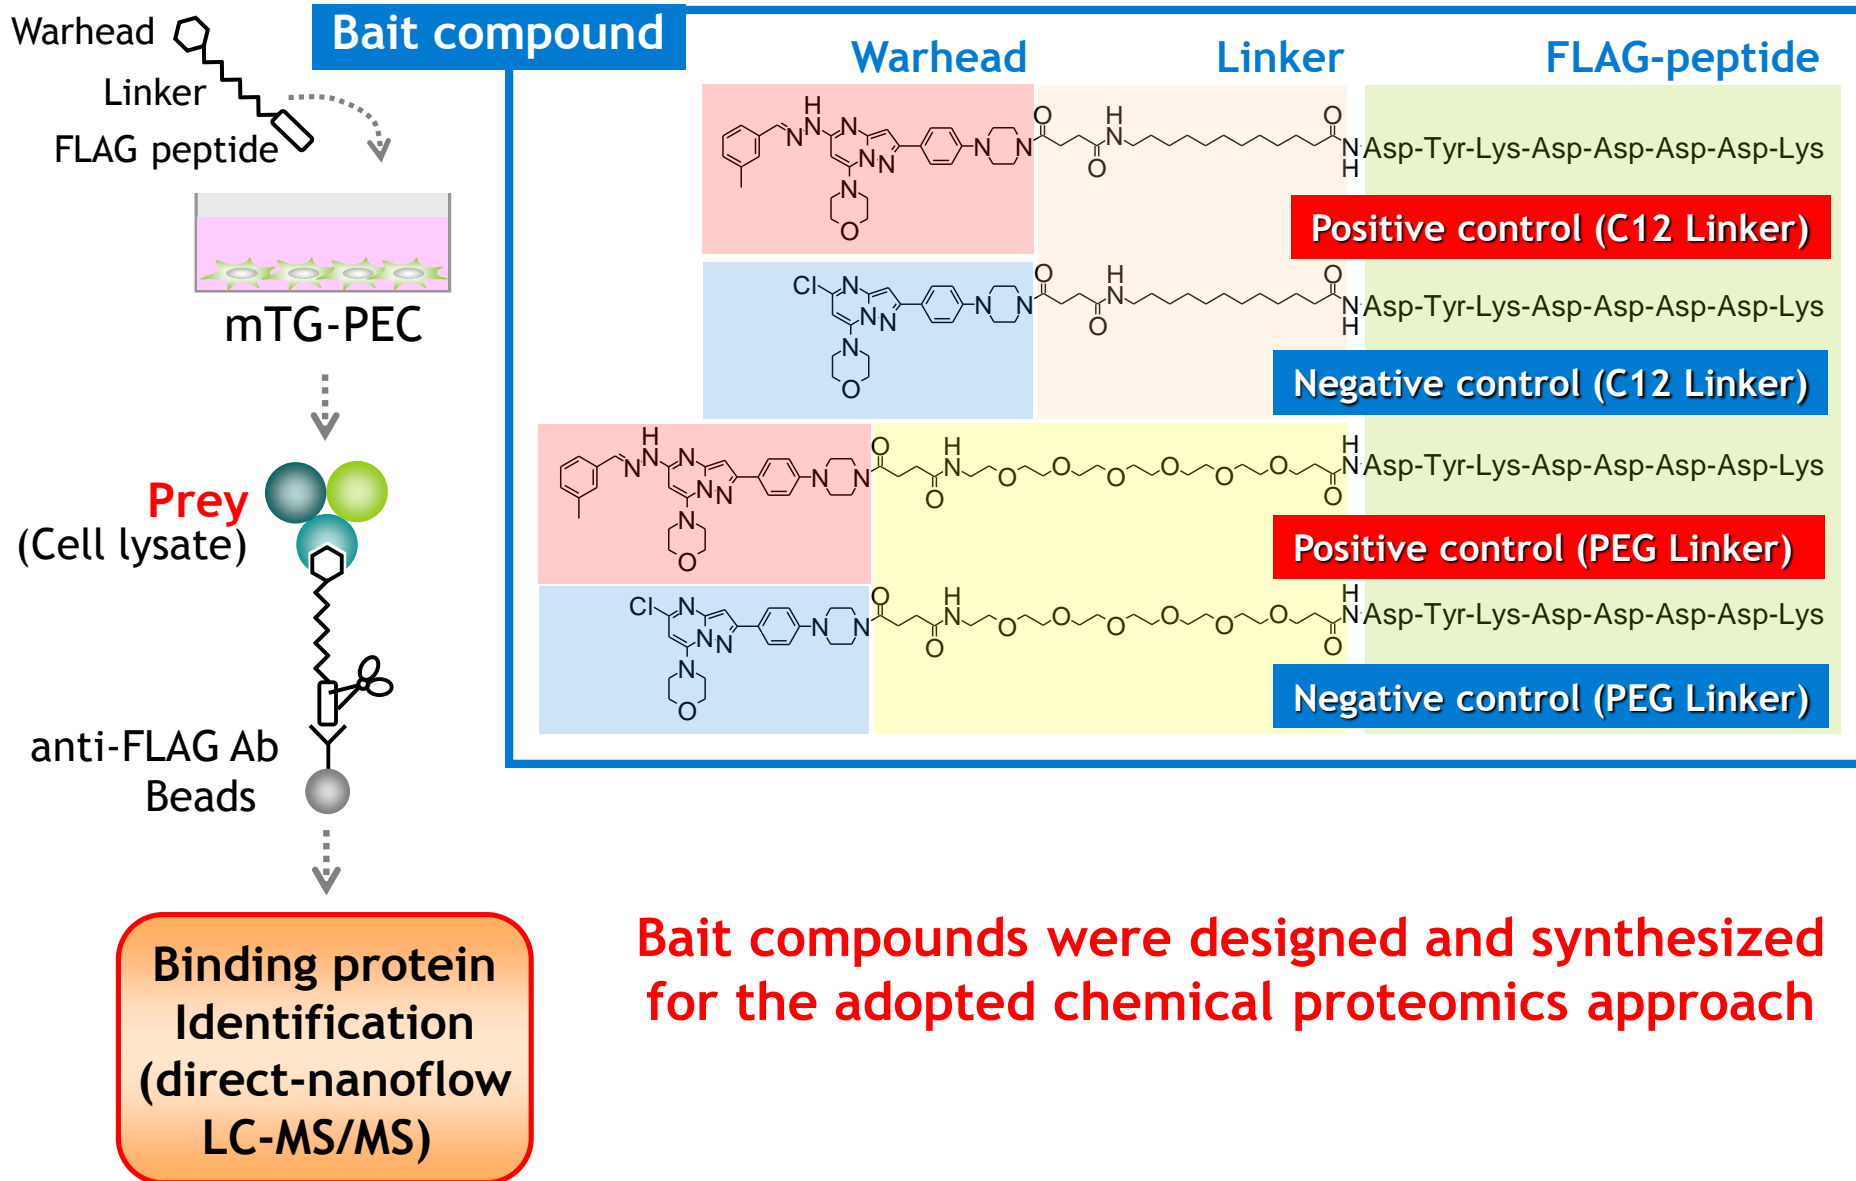 Warhead
Linker
FLAG peptide
mTG-PEC
Prey
(Cell lysate)
anti-FLAG Ab
Beads
Binding protein
Identification
(direct-nanoflow
LC-MS/MS)
Bait compound
Warhead Linker FLAG-peptide
H
N N N N
N N
N
O
N N
O
O
H
N
O
N
H
Asp-Tyr-Lys-Asp-Asp-Asp-Asp-Lys
Positive control (C12 Linker)
Cl N
N N
N
O
N N
O
O
H
N
O
N
H
Asp-Tyr-Lys-Asp-Asp-Asp-Asp-Lys
Negative control (C12 Linker)
H
N N N N
N N
N
O
N N
O
O
H
N
O O O O O O
O
H
N
Asp-Tyr-Lys-Asp-Asp-Asp-Asp-Lys
Positive control (PEG Linker)
Cl N
N N
N
O
N N
O
O
H
N
O O O O O O
O
H
N
Asp-Tyr-Lys-Asp-Asp-Asp-Asp-Lys
Negative control (PEG Linker)
Bait compounds were designed and synthesized
for the adopted chemical proteomics approach